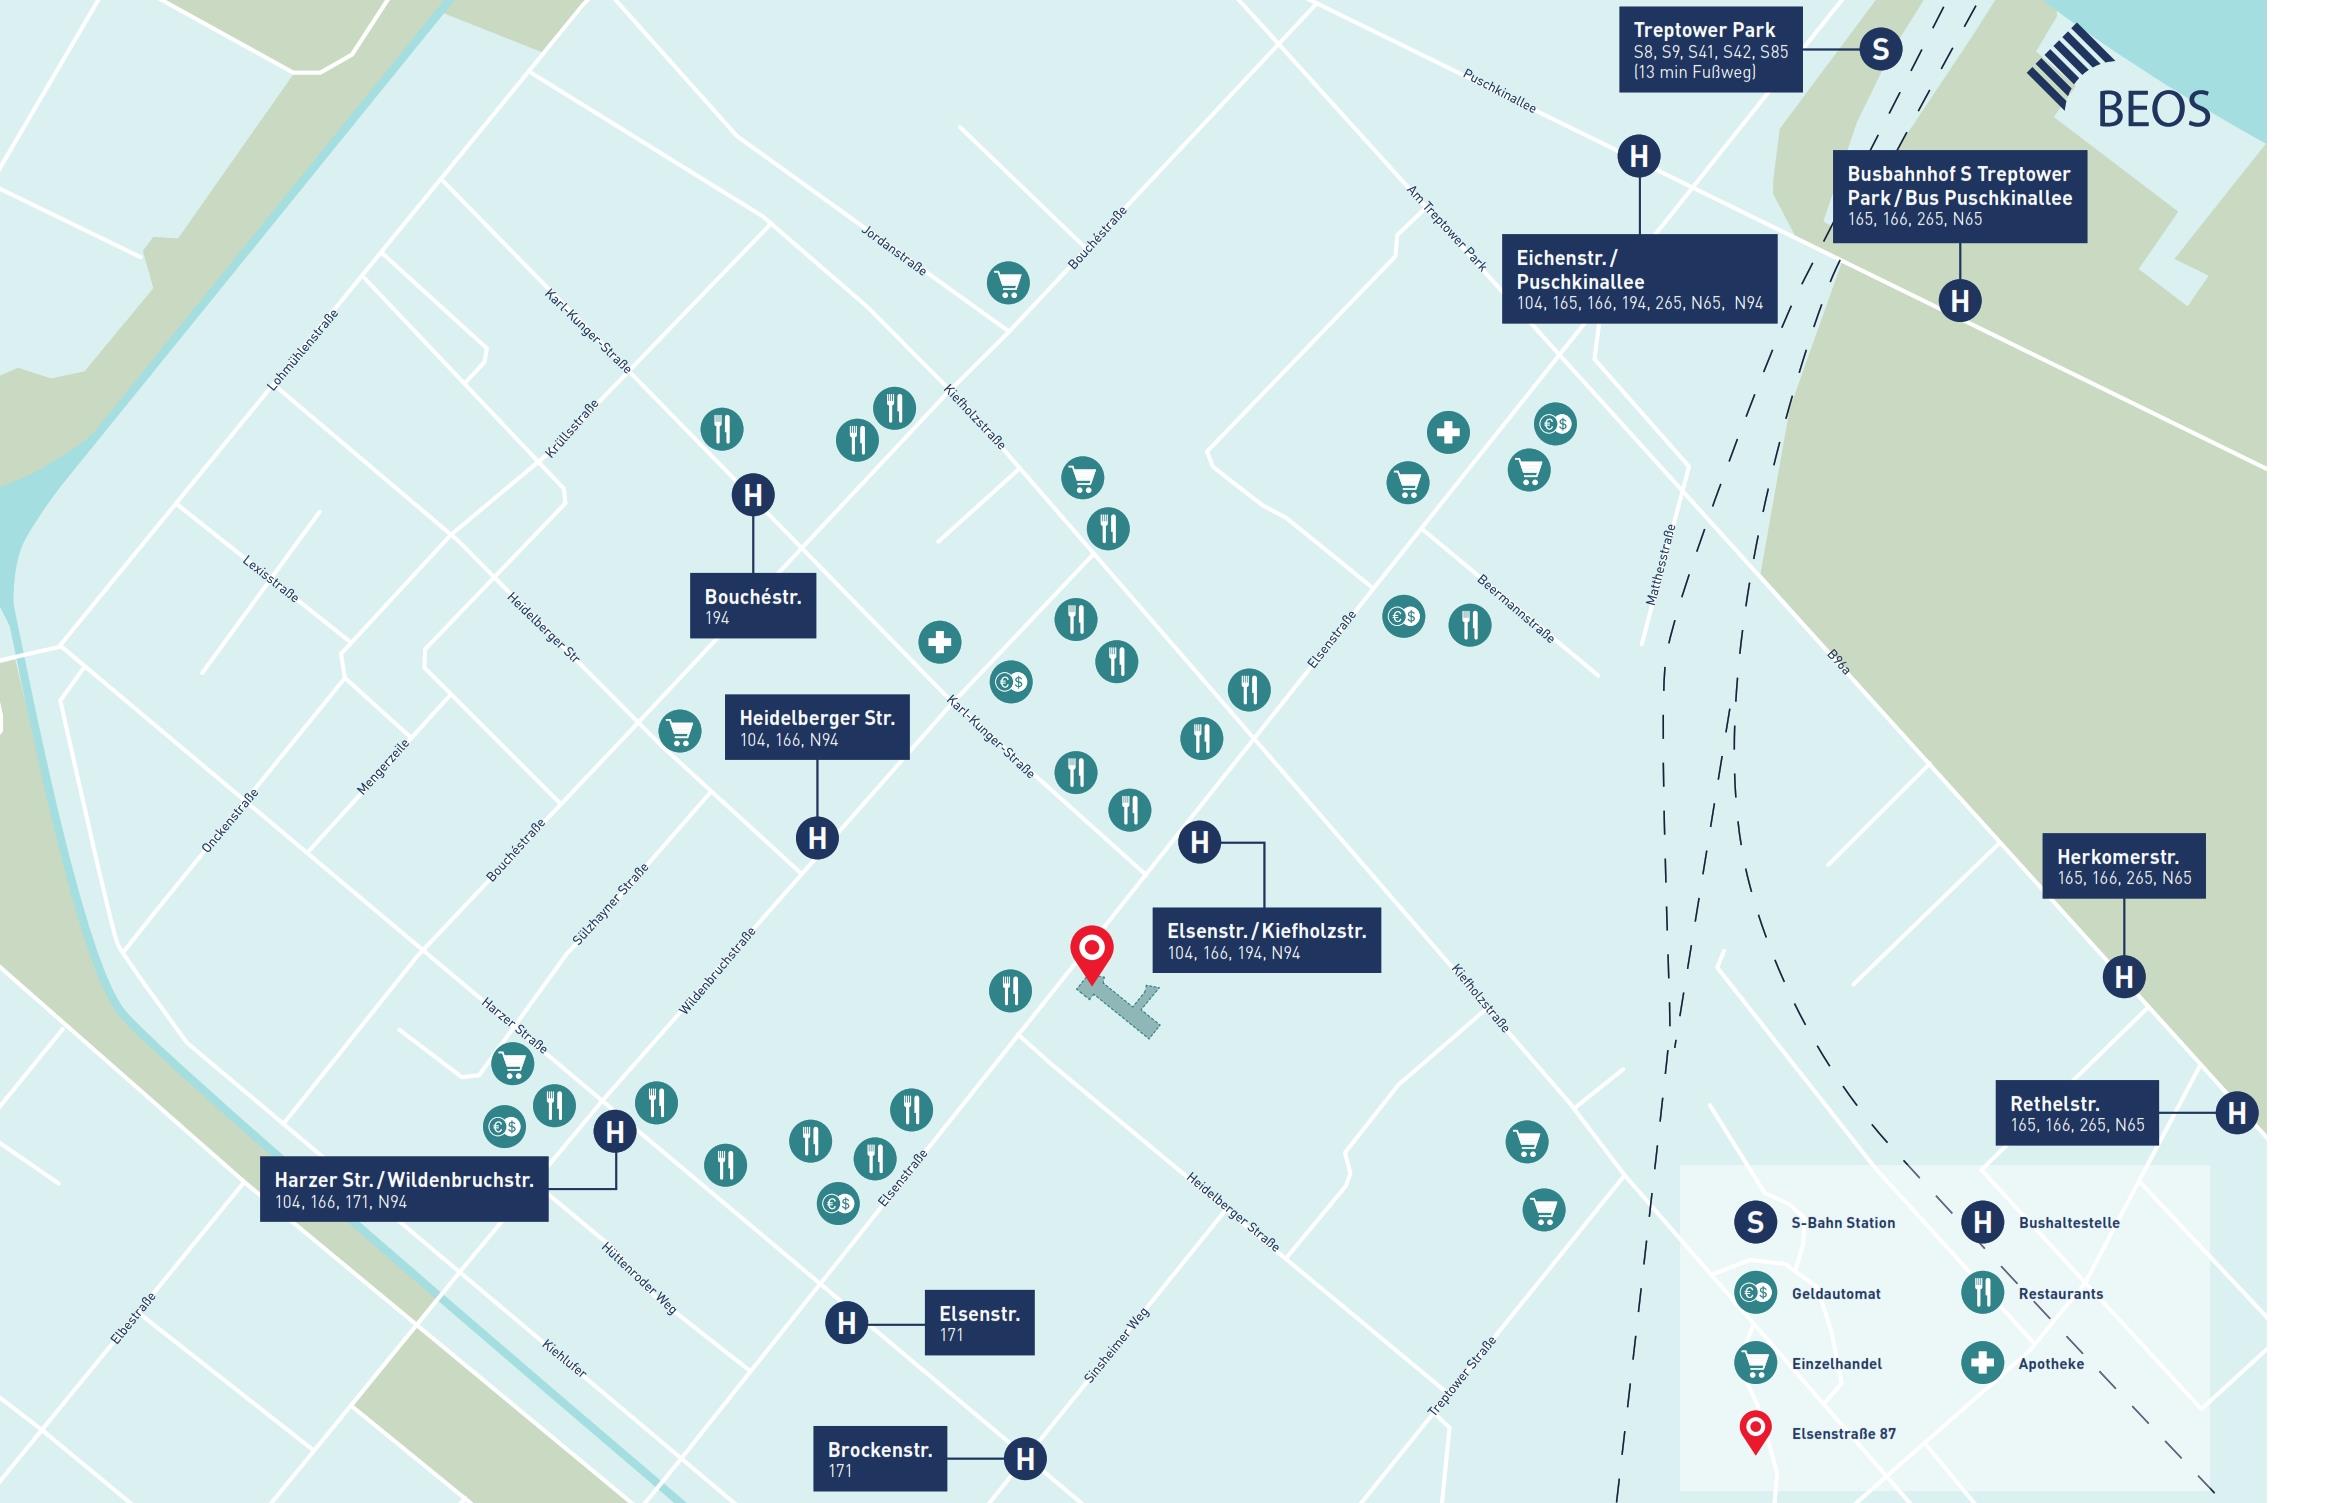 Treptower Park
S8, S9, S41, S42, S85
(13 min Fußweg)
S
BEOS
Puschkinallee
H
Busbahnhof S Treptower
Park / Bus Puschkinallee
165, 166, 265, N65
H
Am Treptower Park
Eichenstr. /
Puschkinallee
104, 165, 166, 194, 265, N65, N94
Jordanstraße
Bouchéstraße
Karl-Kunger-Straße
Lohmühlenstraße
Krüllsstraße
Kiefholzstraße
H
Bouchéstr.
194
Lexisstraße
Heidelberger Str
Matthesstraße
Beermannstraße
Elsenstraße
B96a
Heidelberger Str.
104, 166, N94
H
Karl-Kunger-Straße
Mengerzeile
Onckenstraße
Bouchéstraße
Sülzhayner Straße
Wildenbruchstraße
H
Elsenstr. / Kiefholzstr.
104, 166, 194, N94
Herkomerstr.
165, 166, 265, N65
H
Kiefholzstraße
Harzer Straße
H
Harzer Str. / Wildenbruchstr.
104, 166, 171, N94
Rethelstr.
165, 166, 265, N65
H
Elsenstraße
Heidelberger Straße
Hüttenroder Weg
Elbestraße
Kiehlufer
H
Elsenstr.
171
Sinsheimer Weg
Treptower Straße
Brockenstr.
171
H
S
S-Bahn Station
H
Bushaltestelle
€ $
Geldautomat
Restaurants
Einzelhandel
Apotheke
Elsenstraße 87
€ $
€ $
€ $
€ $
€ $